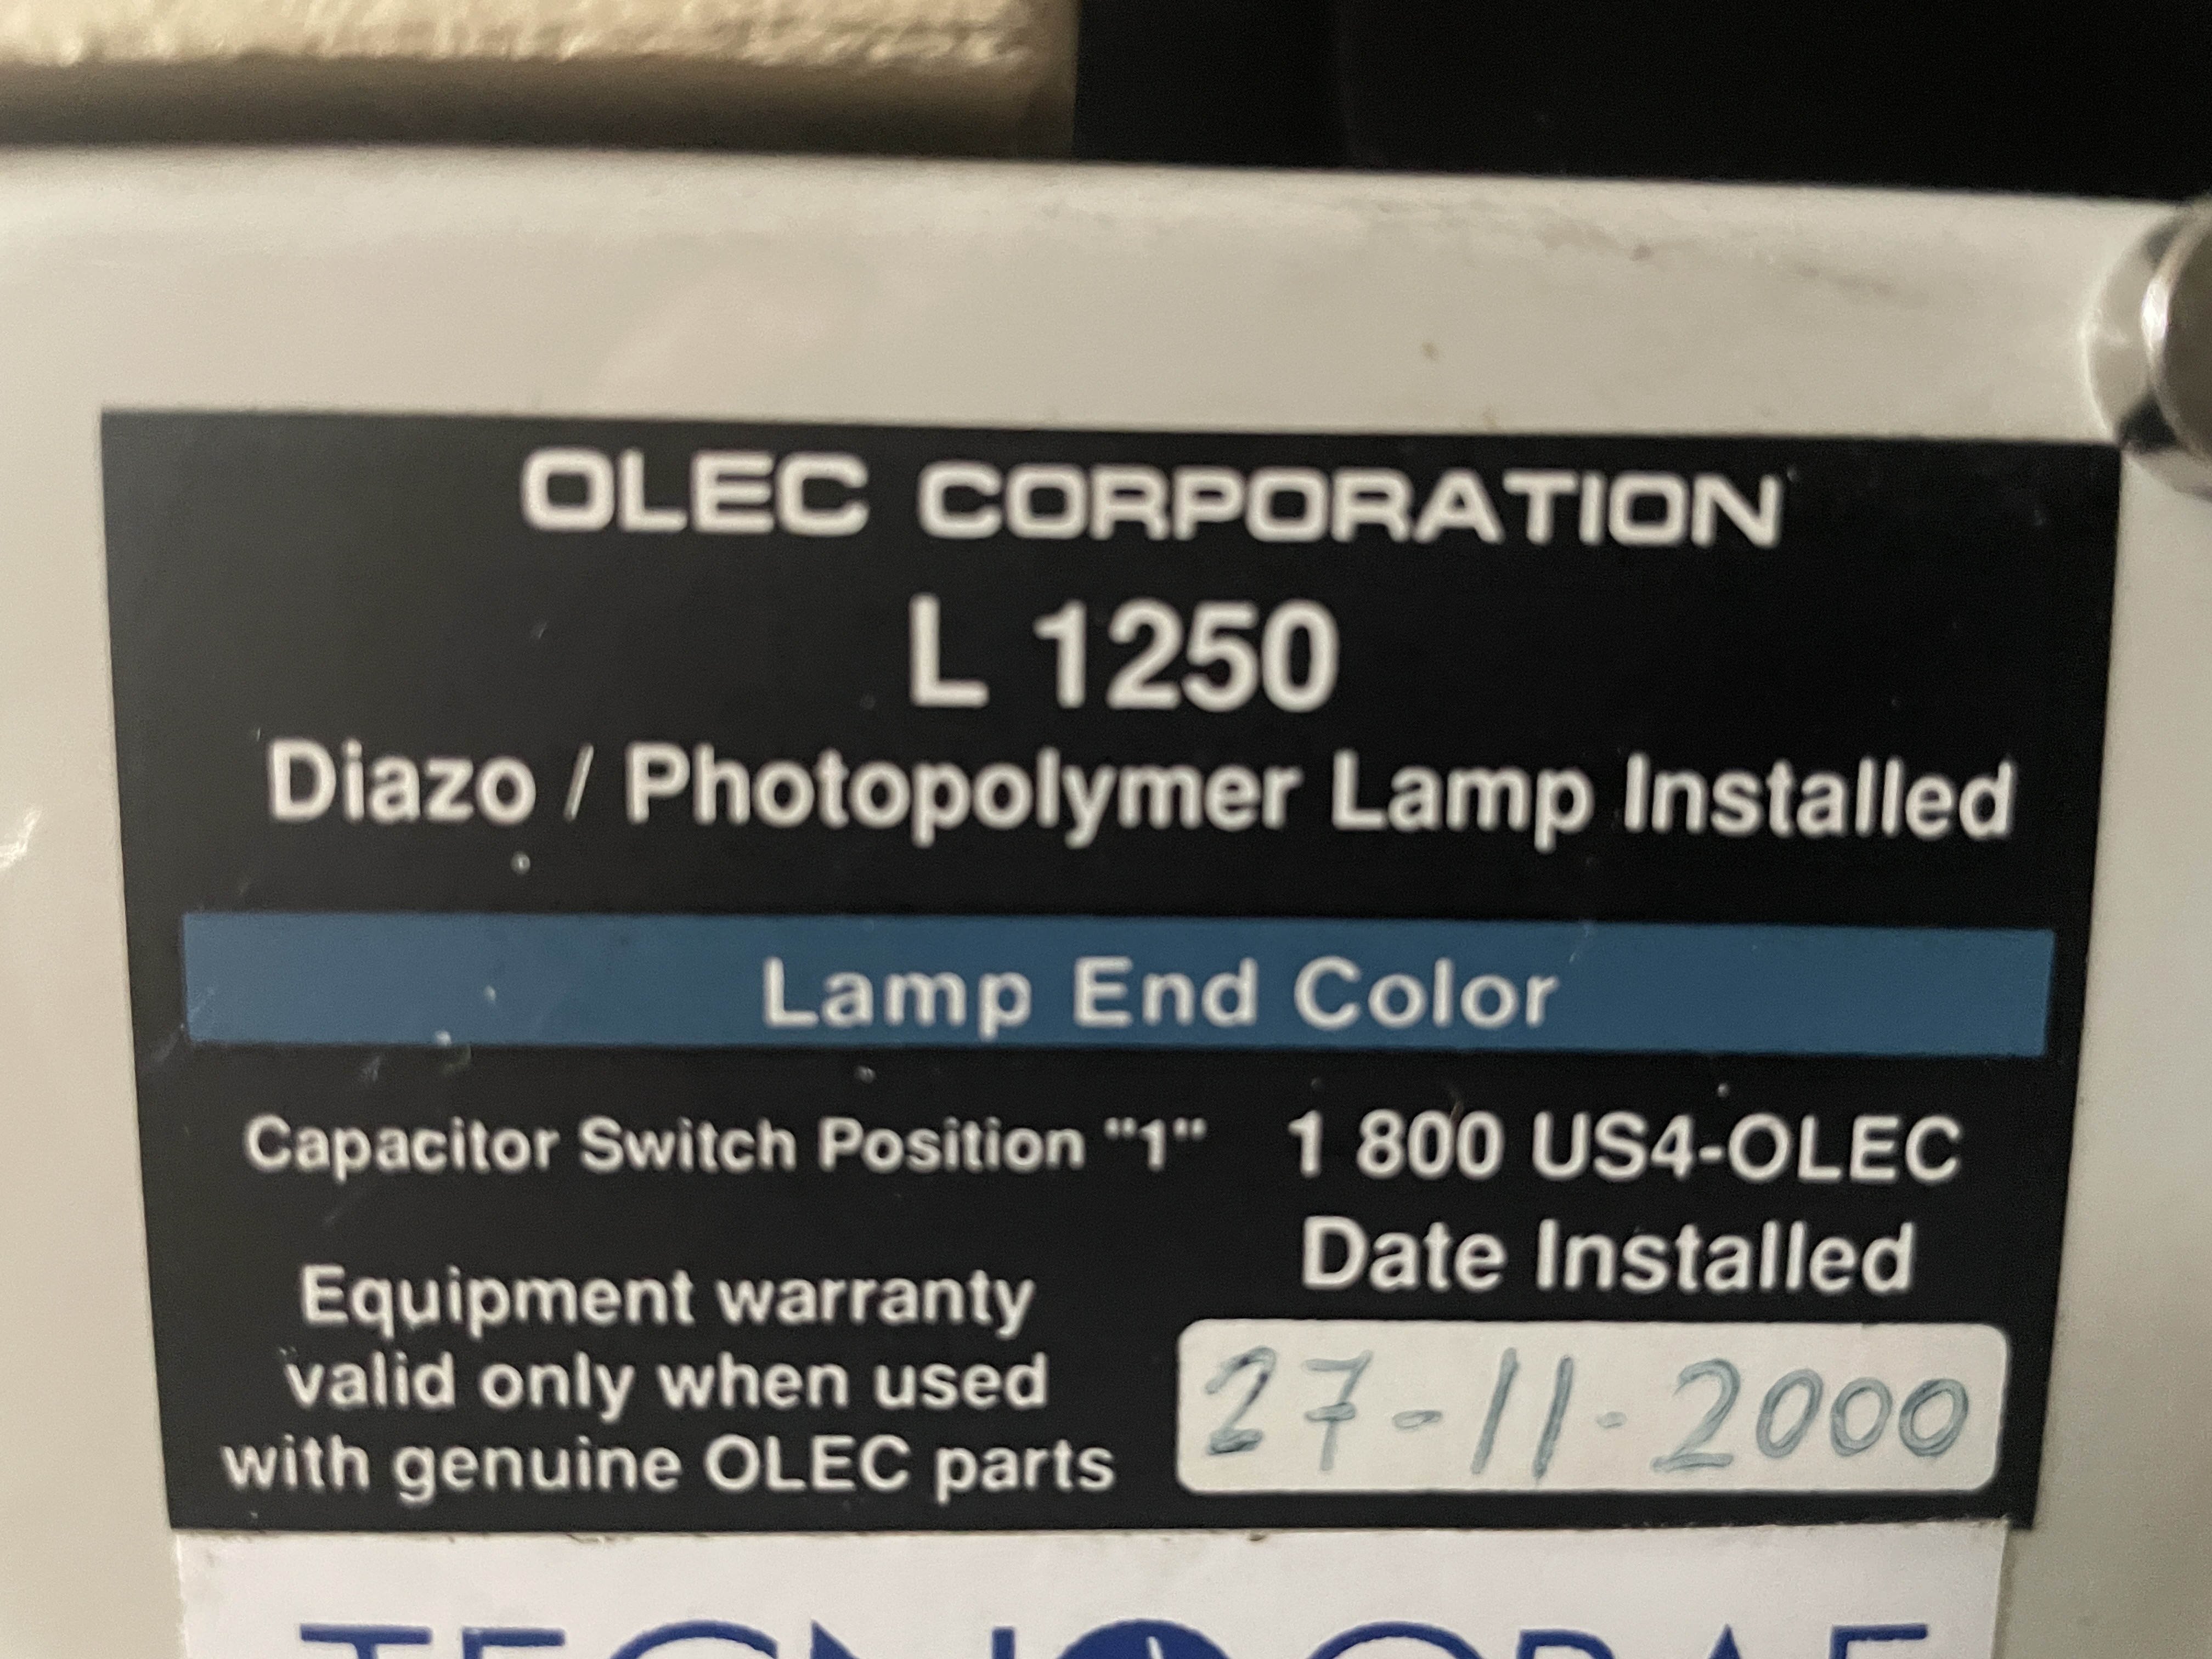 OLEC CORPORATION
L 1250
Diazo / Photopolymer Lamp Installed
Lamp End Color
Capacitor Switch Position "1"
1 800 US4-OLEC
Equipment warranty
valid only when used
with genuine OLEC parts
Date Installed
27-11-2000